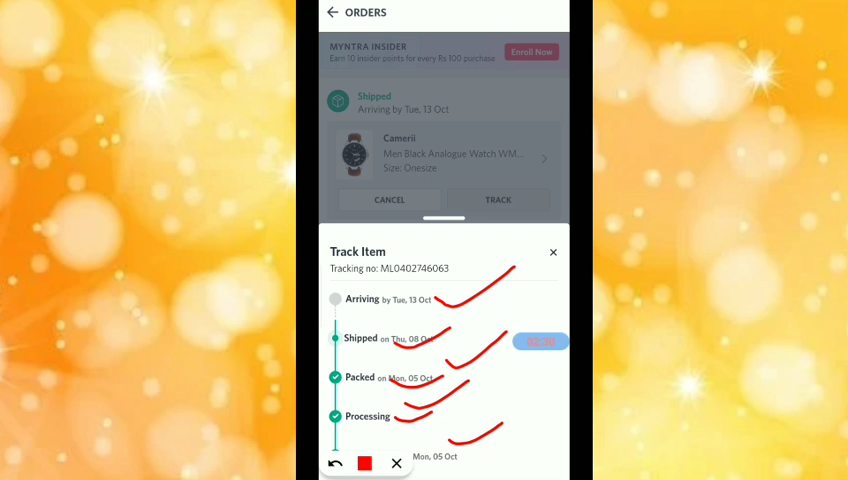 ORDERS
MYNTRA INSIDER
Earn 10 insider points for every Rs 100 purchase
Enroll Now
Shipped
Arriving by Tue, 13 Oct
Camerii
Men Black Analogue Watch WM...
Size: Onesize
CANCEL
TRACK
Track Item
Tracking no: ML0402746063
Arriving by Tue, 13 Oct
Shipped on Thu, 08 Oct
Packed on Mon, 05 Oct
Processing
Mon, 05 Oct